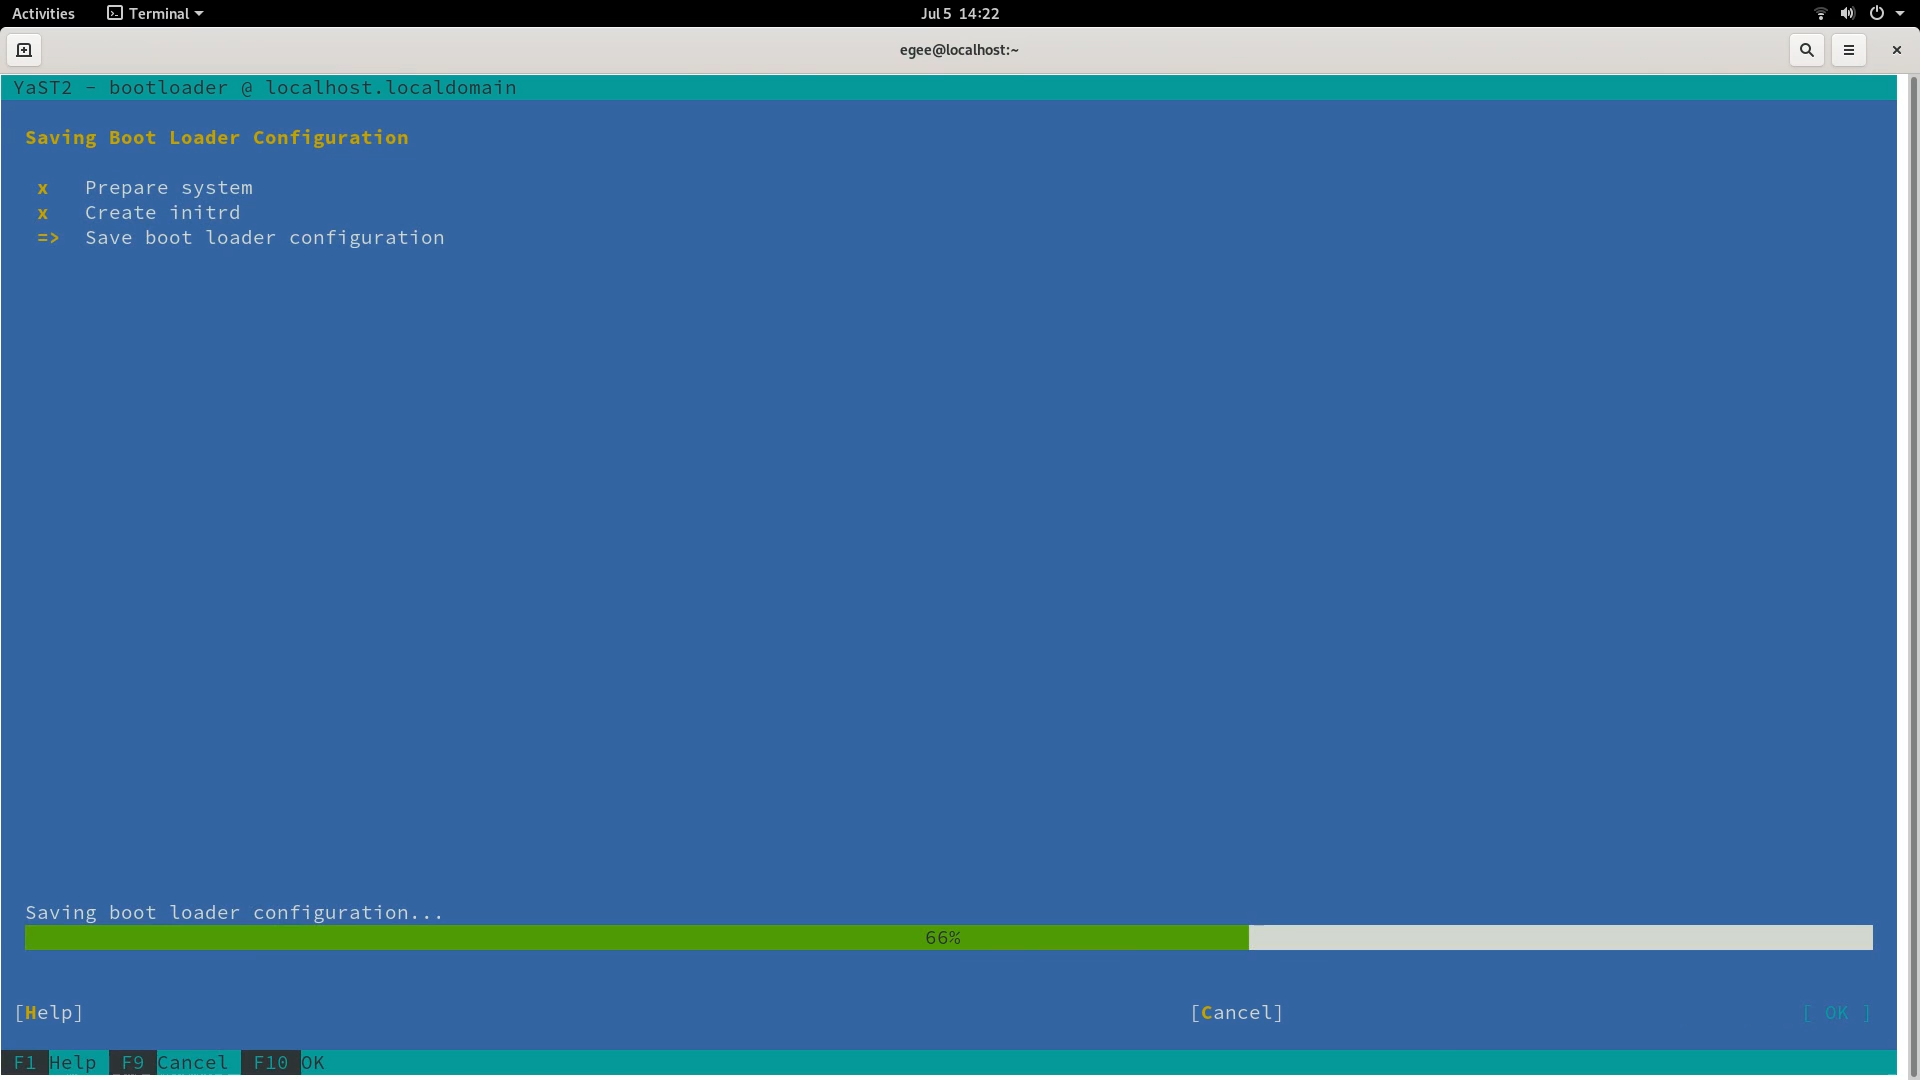 Activities Terminal Jul 5 14:22
egee@localhost:~
YaST2 - bootloader @ localhost.localdomain
Saving Boot Loader Configuration
x Prepare system
x Create initrd
=> Save boot loader configuration
Saving boot loader configuration...
66%
[Help] [Cancel] [ OK ]
F1 Help F9 Cancel F10 OK